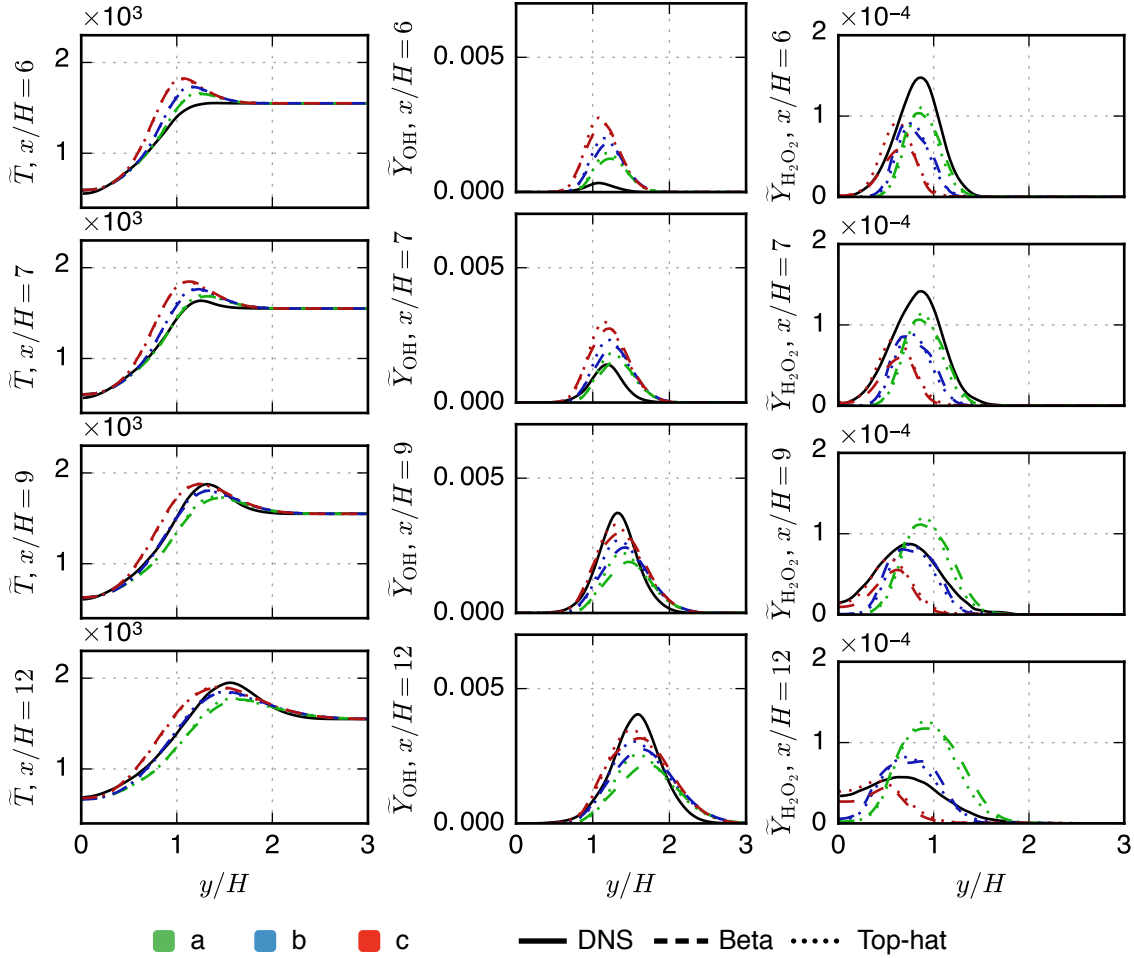 ×10³ ×10⁻⁴
T̃, x/H = 6
2
1
Ỹ_OH, x/H = 6
0.005
0.000
Ỹ_H₂O₂, x/H = 6
2
1
0
×10³ ×10⁻⁴
T̃, x/H = 7
2
1
Ỹ_OH, x/H = 7
0.005
0.000
Ỹ_H₂O₂, x/H = 7
2
1
0
×10³ ×10⁻⁴
T̃, x/H = 9
2
1
Ỹ_OH, x/H = 9
0.005
0.000
Ỹ_H₂O₂, x/H = 9
2
1
0
×10³ ×10⁻⁴
T̃, x/H = 12
2
1
Ỹ_OH, x/H = 12
0.005
0.000
Ỹ_H₂O₂, x/H = 12
2
1
0
0 1 2 3 0 1 2 3 0 1 2 3
y/H y/H y/H
a b c DNS Beta Top-hat